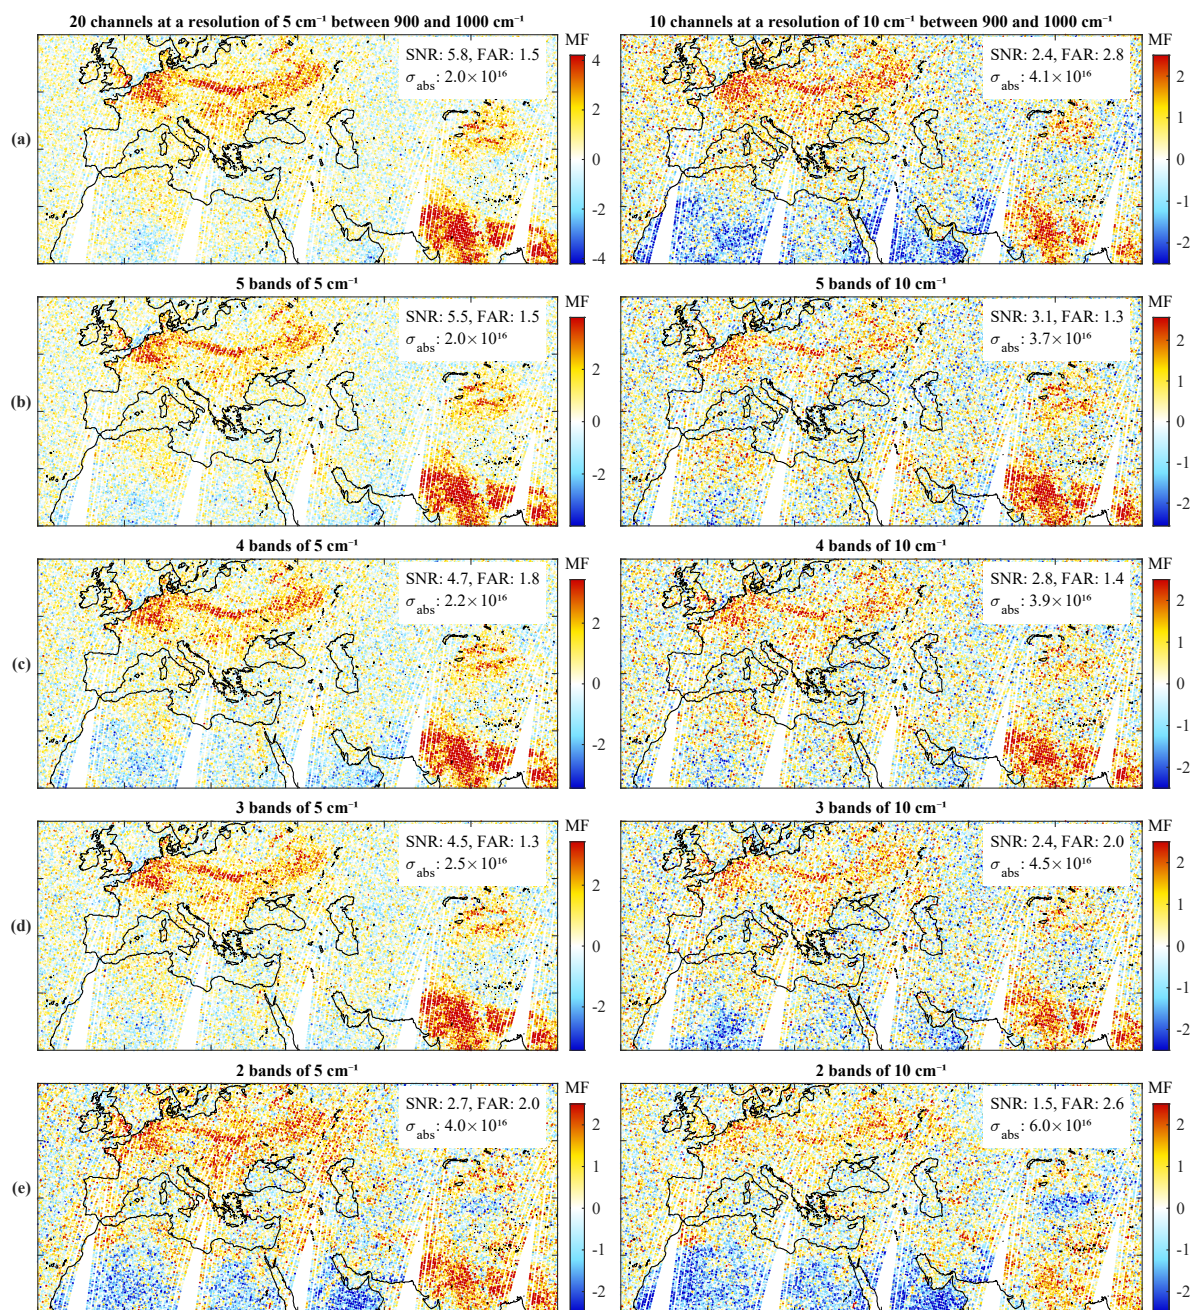 20 channels at a resolution of 5 cm⁻¹ between 900 and 1000 cm⁻¹
MF
SNR: 5.8, FAR: 1.5
σabs: 2.0×10¹⁶
4
2
0
-2
-4
(a)
10 channels at a resolution of 10 cm⁻¹ between 900 and 1000 cm⁻¹
MF
SNR: 2.4, FAR: 2.8
σabs: 4.1×10¹⁶
2
1
0
-1
-2
5 bands of 5 cm⁻¹
MF
SNR: 5.5, FAR: 1.5
σabs: 2.0×10¹⁶
2
0
-2
(b)
5 bands of 10 cm⁻¹
MF
SNR: 3.1, FAR: 1.3
σabs: 3.7×10¹⁶
2
1
0
-1
-2
4 bands of 5 cm⁻¹
MF
SNR: 4.7, FAR: 1.8
σabs: 2.2×10¹⁶
2
0
-2
(c)
4 bands of 10 cm⁻¹
MF
SNR: 2.8, FAR: 1.4
σabs: 3.9×10¹⁶
2
1
0
-1
-2
3 bands of 5 cm⁻¹
MF
SNR: 4.5, FAR: 1.3
σabs: 2.5×10¹⁶
2
0
-2
(d)
3 bands of 10 cm⁻¹
MF
SNR: 2.4, FAR: 2.0
σabs: 4.5×10¹⁶
2
1
0
-1
-2
2 bands of 5 cm⁻¹
MF
SNR: 2.7, FAR: 2.0
σabs: 4.0×10¹⁶
2
1
0
-1
-2
(e)
2 bands of 10 cm⁻¹
MF
SNR: 1.5, FAR: 2.6
σabs: 6.0×10¹⁶
2
1
0
-1
-2